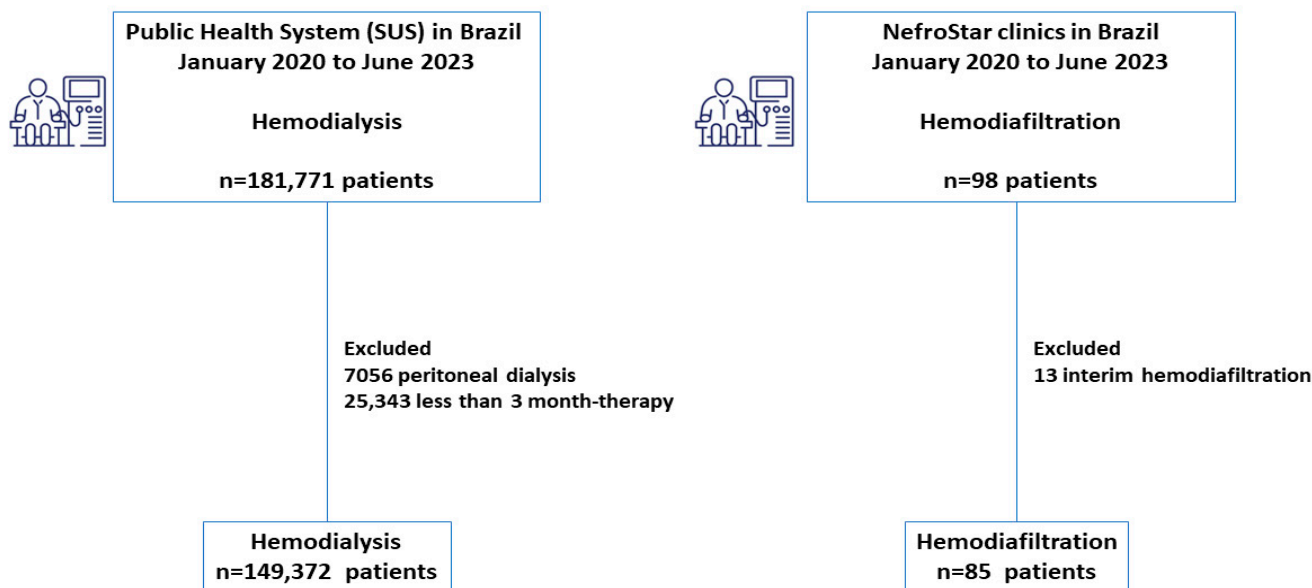 Public Health System (SUS) in Brazil
January 2020 to June 2023
Hemodialysis
n=181,771 patients
Excluded
7056 peritoneal dialysis
25,343 less than 3 month-therapy
Hemodialysis
n=149,372 patients
NefroStar clinics in Brazil
January 2020 to June 2023
Hemodiafiltration
n=98 patients
Excluded
13 interim hemodiafiltration
Hemodiafiltration
n=85 patients